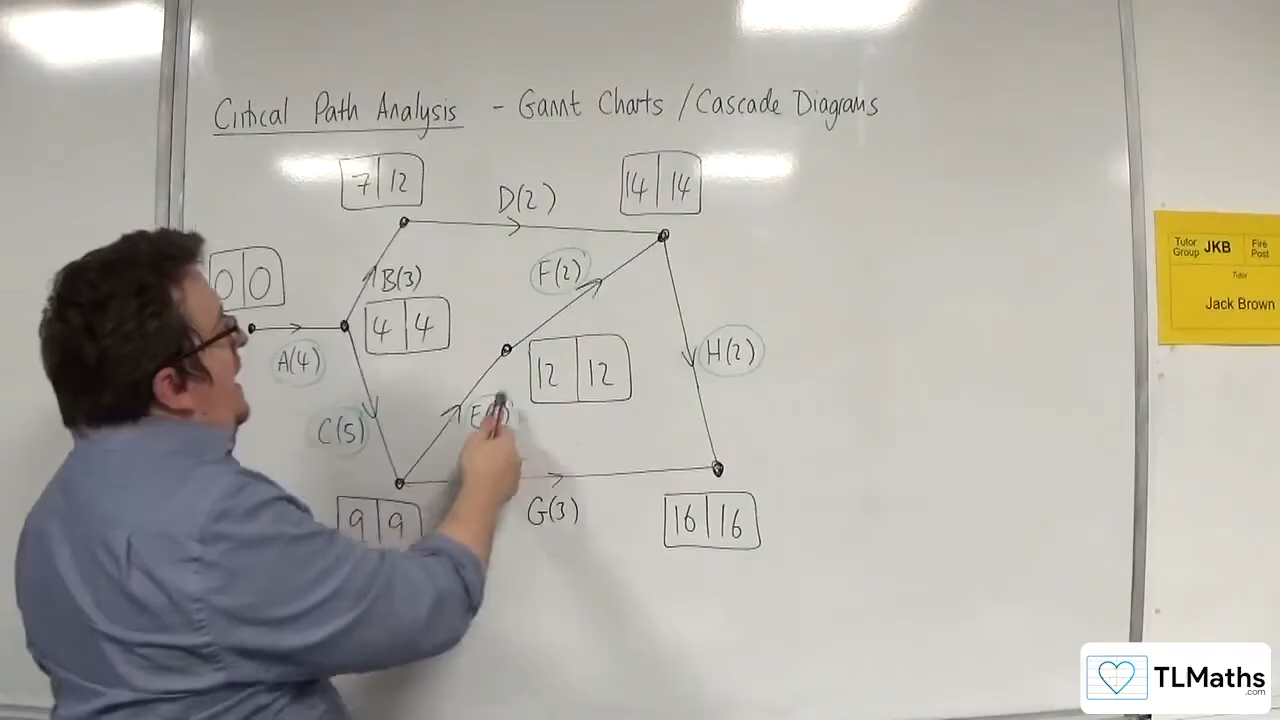 Critical Path Analysis - Gannt Charts / Cascade Diagrams
7 | 12
D(2)
14 | 14
0 | 0
B(3)
F(2)
4 | 4
A(4)
H(2)
12 | 12
C(5)
G(3)
9 | 9
16 | 16
Tutor Group JKB Fire Post
Tutor
Jack Brown
TLMaths
.com